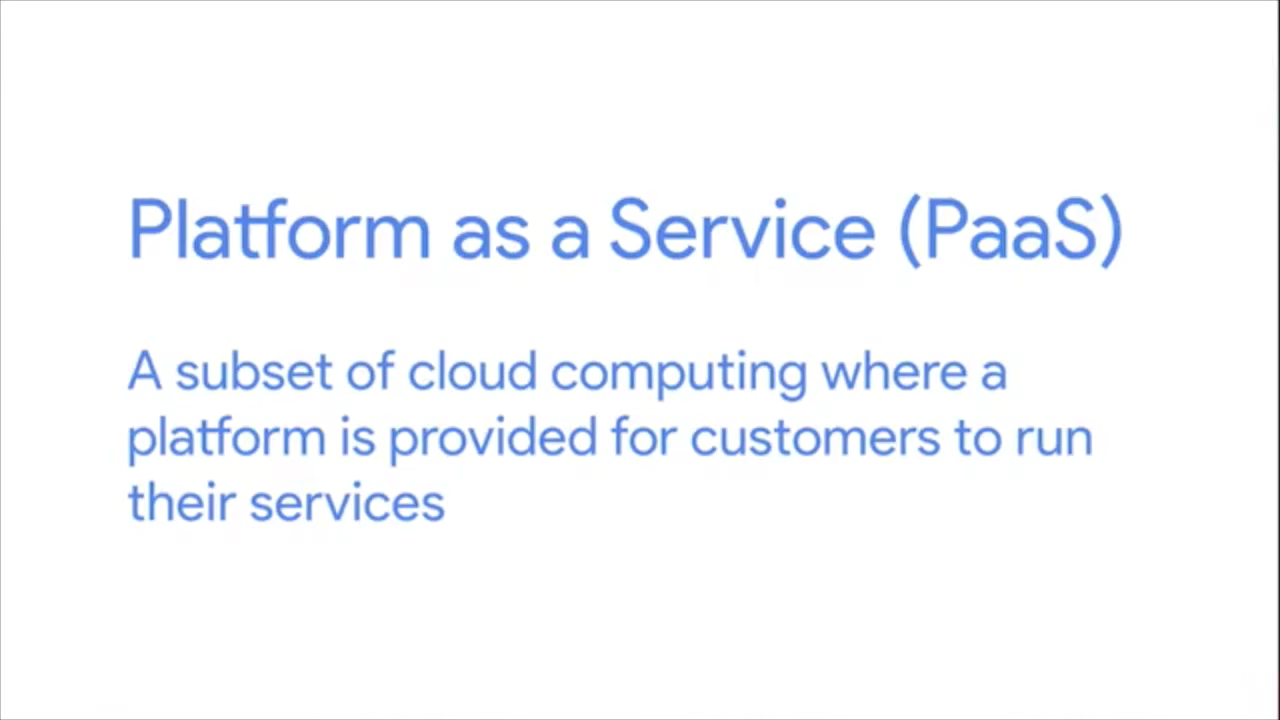 Platform as a Service (PaaS)
A subset of cloud computing where a
platform is provided for customers to run
their services